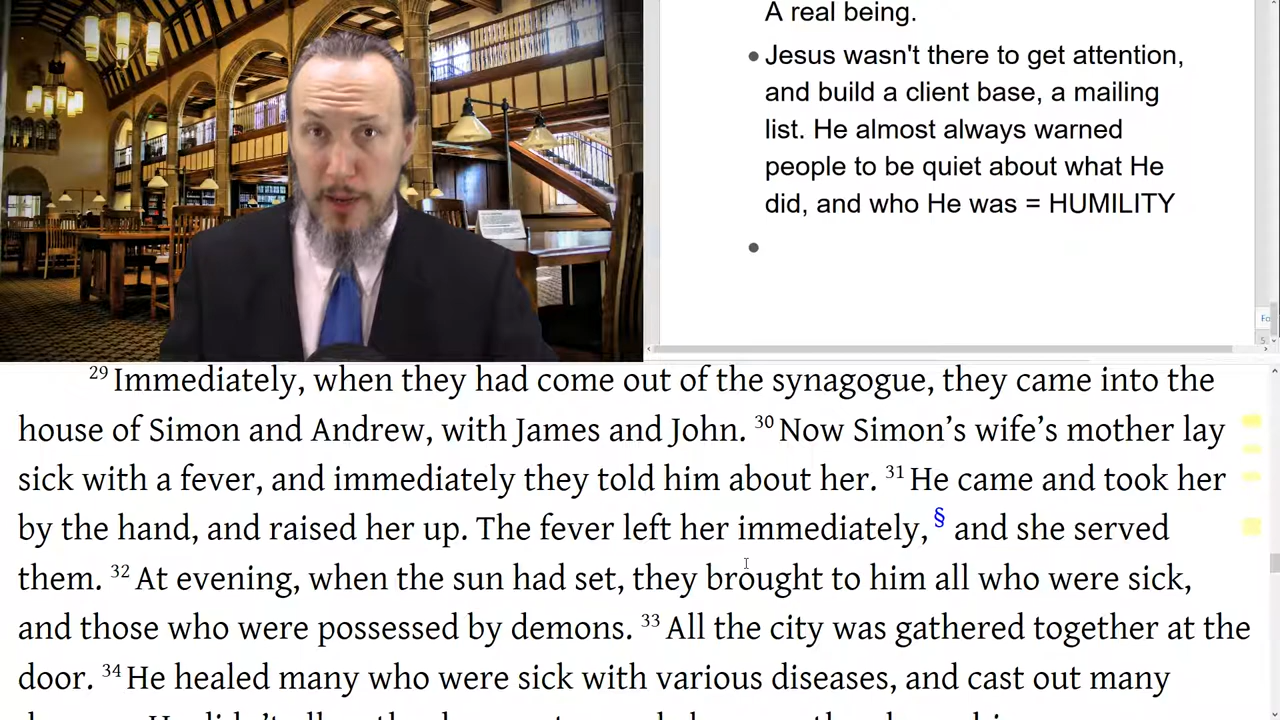 A real being.
● Jesus wasn't there to get attention,
and build a client base, a mailing
list. He almost always warned
people to be quiet about what He
did, and who He was = HUMILITY
●
Fo
5
29 Immediately, when they had come out of the synagogue, they came into the
house of Simon and Andrew, with James and John. 30 Now Simon’s wife’s mother lay
sick with a fever, and immediately they told him about her. 31 He came and took her
by the hand, and raised her up. The fever left her immediately,§ and she served
them. 32 At evening, when the sun had set, they brought to him all who were sick,
and those who were possessed by demons. 33 All the city was gathered together at the
door. 34 He healed many who were sick with various diseases, and cast out many